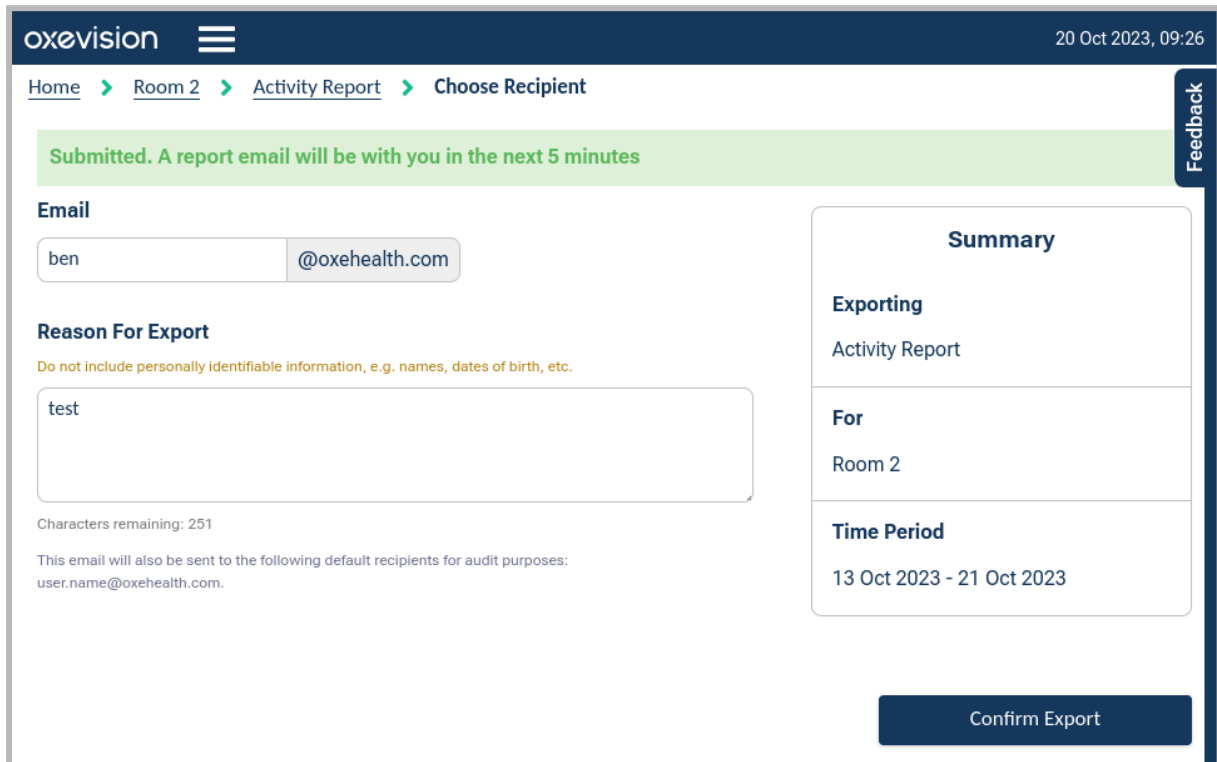 oxevision
20 Oct 2023, 09:26
Home Room 2 Activity Report Choose Recipient
Feedback
Submitted. A report email will be with you in the next 5 minutes
Email
ben @oxehealth.com
Reason For Export
Do not include personally identifiable information, e.g. names, dates of birth, etc.
test
Characters remaining: 251
This email will also be sent to the following default recipients for audit purposes:
user.name@oxehealth.com.
Summary
Exporting
Activity Report
For
Room 2
Time Period
13 Oct 2023 - 21 Oct 2023
Confirm Export